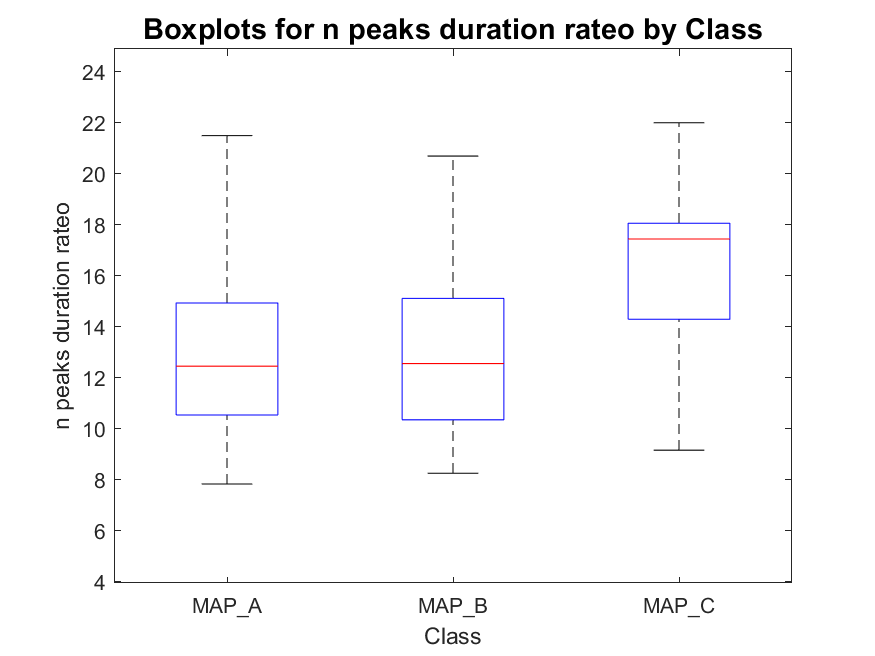 Boxplots for n peaks duration rateo by Class
n peaks duration rateo
24
22
20
18
16
14
12
10
8
6
4
MAP_A
MAP_B
MAP_C
Class